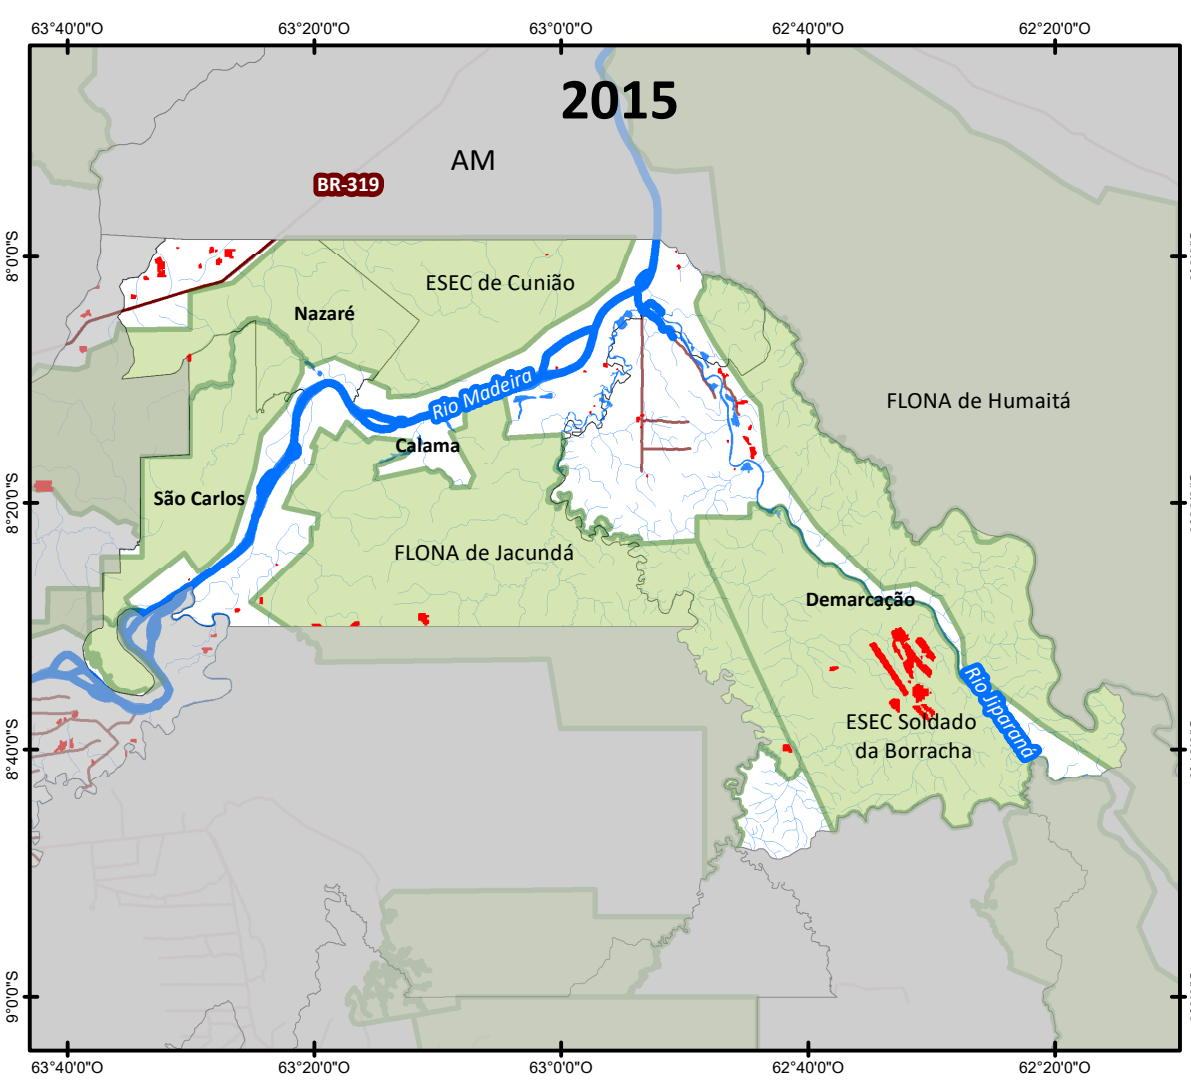 63°40'0"O 63°20'0"O 63°0'0"O 62°40'0"O 62°20'0"O
2015
AM
BR-319
8°0'0"S
ESEC de Cunião
Nazaré
Rio Madeira
FLONA de Humaitá
Calama
São Carlos
8°20'0"S
FLONA de Jacundá
Demarcação
Rio Jiparaná
ESEC Soldado
da Borracha
8°40'0"S
9°0'0"S
63°40'0"O 63°20'0"O 63°0'0"O 62°40'0"O 62°20'0"O